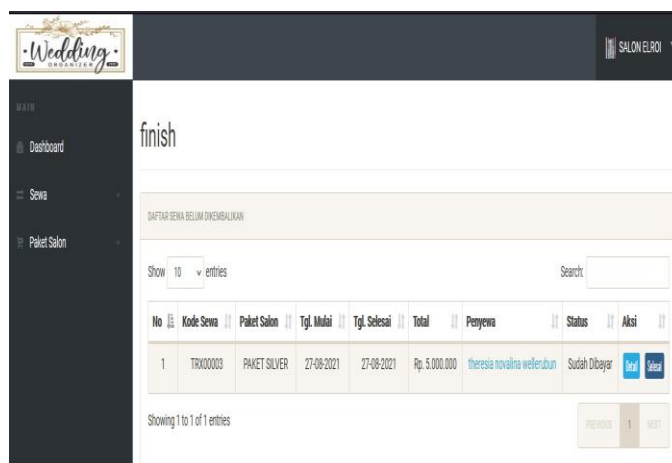 Wedding
ORGANIZER
SALON ELROI
MAIN
Dashboard
Sewa
Paket Salon
finish
DAFTAR SEWA BELUM DIKEMBALIKAN
Show 10 entries
Search:
No Kode Sewa Paket Salon Tgl. Mulai Tgl. Selesai Total Penyewa Status Aksi
1 TRX00003 PAKET SILVER 27-08-2021 27-08-2021 Rp. 5.000.000 theresia novalina wellerubun Sudah Dibayar Detail Selesai
Showing 1 to 1 of 1 entries
PREVIOUS 1 NEXT